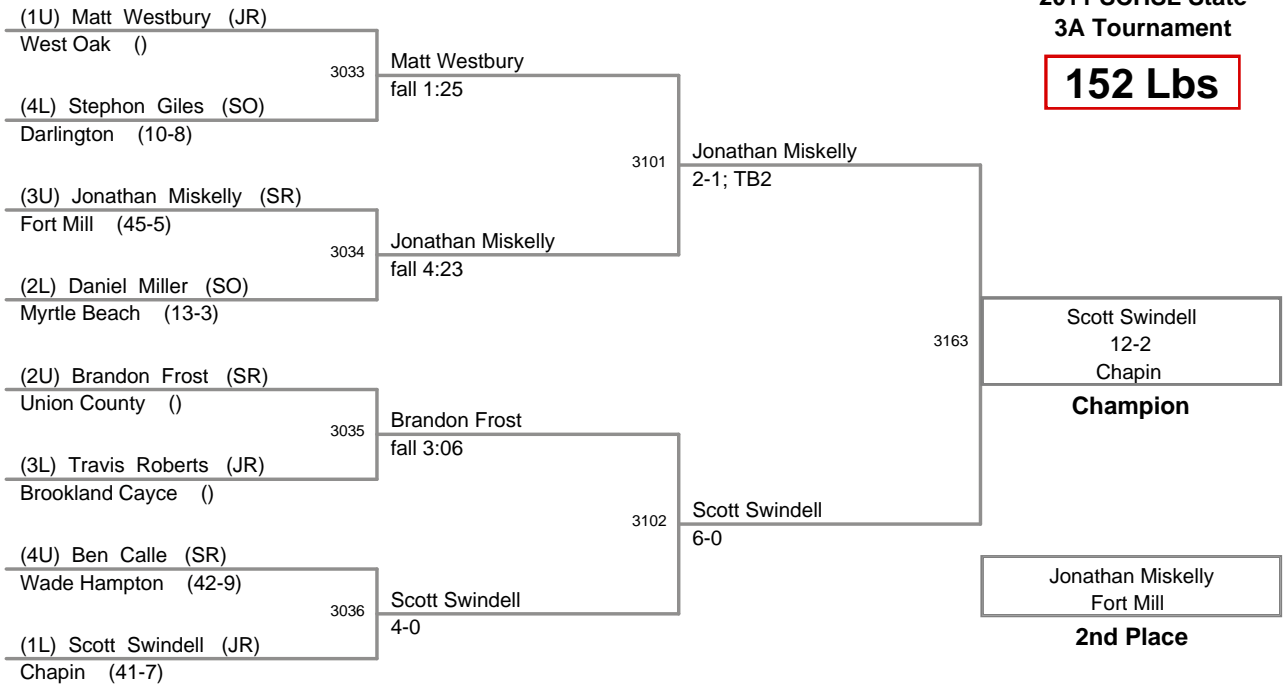 State
3A Tournament
152 Lbs
(1U) Matt Westbury (JR)
West Oak ()
3033
Matt Westbury
fall 1:25
(4L) Stephon Giles (SO)
Darlington (10-8)
3101
Jonathan Miskelly
2-1; TB2
(3U) Jonathan Miskelly (SR)
Fort Mill (45-5)
3034
Jonathan Miskelly
fall 4:23
(2L) Daniel Miller (SO)
Myrtle Beach (13-3)
3163
Scott Swindell
12-2
Chapin
Champion
(2U) Brandon Frost (SR)
Union County ()
3035
Brandon Frost
fall 3:06
(3L) Travis Roberts (JR)
Brookland Cayce ()
3102
Scott Swindell
6-0
(4U) Ben Calle (SR)
Wade Hampton (42-9)
3036
Scott Swindell
4-0
(1L) Scott Swindell (JR)
Chapin (41-7)
Jonathan Miskelly
Fort Mill
2nd Place